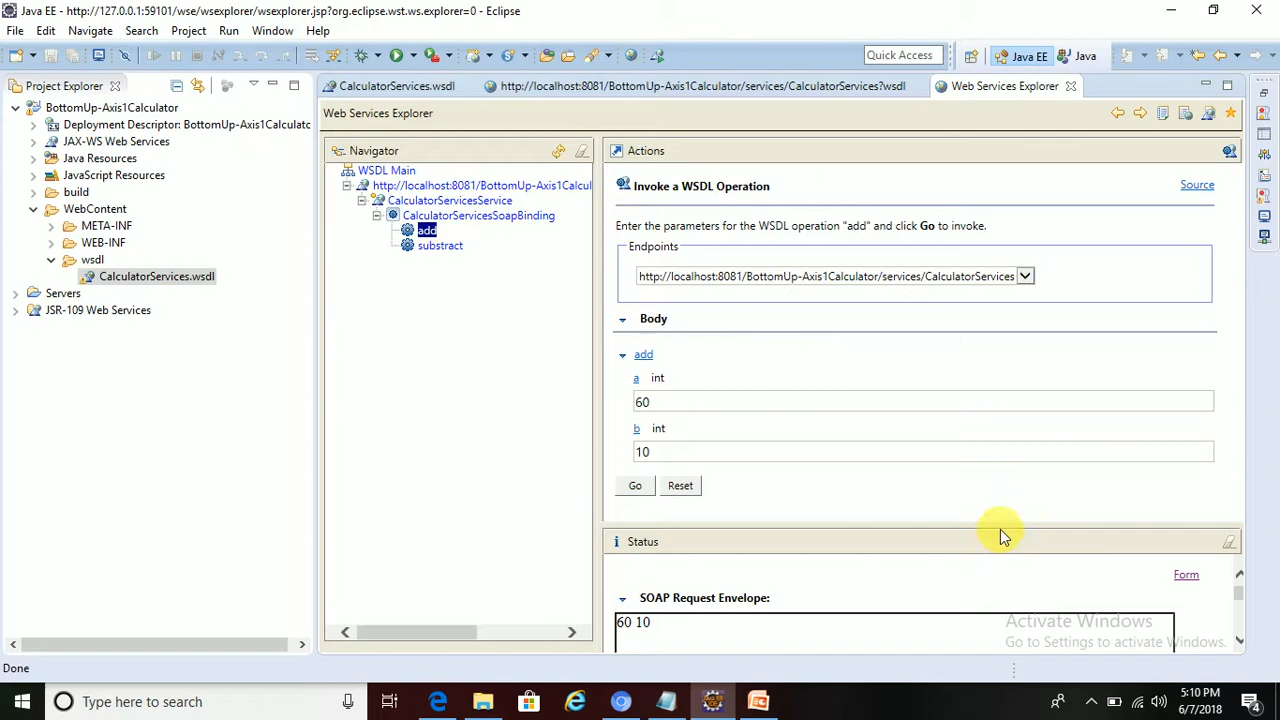 Java EE - http://127.0.0.1:59101/wse/wsexplorer/wsexplorer.jsp?org.eclipse.wst.ws.explorer=0 - Eclipse
File Edit Navigate Search Project Run Window Help
Quick Access
Java EE
Java
Project Explorer
BottomUp-Axis1Calculator
Deployment Descriptor: BottomUp-Axis1Calculatc
JAX-WS Web Services
Java Resources
JavaScript Resources
build
WebContent
META-INF
WEB-INF
wsdl
CalculatorServices.wsdl
Servers
JSR-109 Web Services
CalculatorServices.wsdl
http://localhost:8081/BottomUp-Axis1Calculator/services/CalculatorServices?wsdl
Web Services Explorer
Web Services Explorer
Navigator
WSDL Main
http://localhost:8081/BottomUp-Axis1Calcul
CalculatorServicesService
CalculatorServicesSoapBinding
add
substract
Actions
Invoke a WSDL Operation
Source
Enter the parameters for the WSDL operation "add" and click Go to invoke.
Endpoints
http://localhost:8081/BottomUp-Axis1Calculator/services/CalculatorServices
Body
add
a int
60
b int
10
Go Reset
Status
Form
SOAP Request Envelope:
60 10
Activate Windows
Go to Settings to activate Windows.
Done
Type here to search
5:10 PM
6/7/2018
4